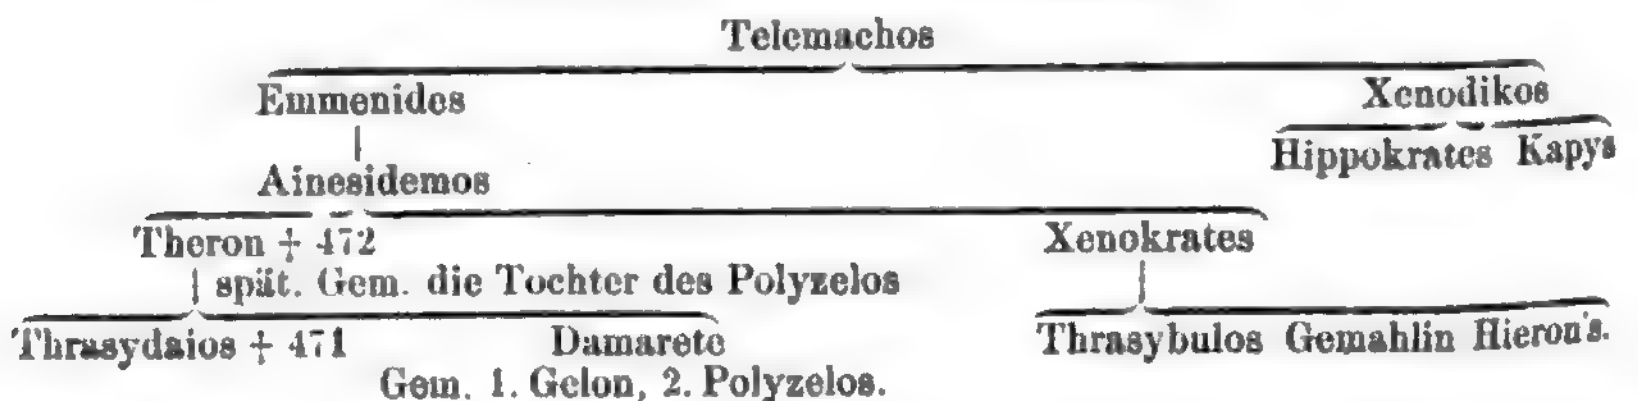 Telemachos
Emmenides Xenodikos
Hippokrates Kapys
Ainesidemos
Theron † 472 Xenokrates
spät. Gem. die Tochter des Polyzelos
Thrasydaios † 471 Damarete Thrasybulos Gemahlin Hieron's.
Gem. 1. Gelon, 2. Polyzelos.